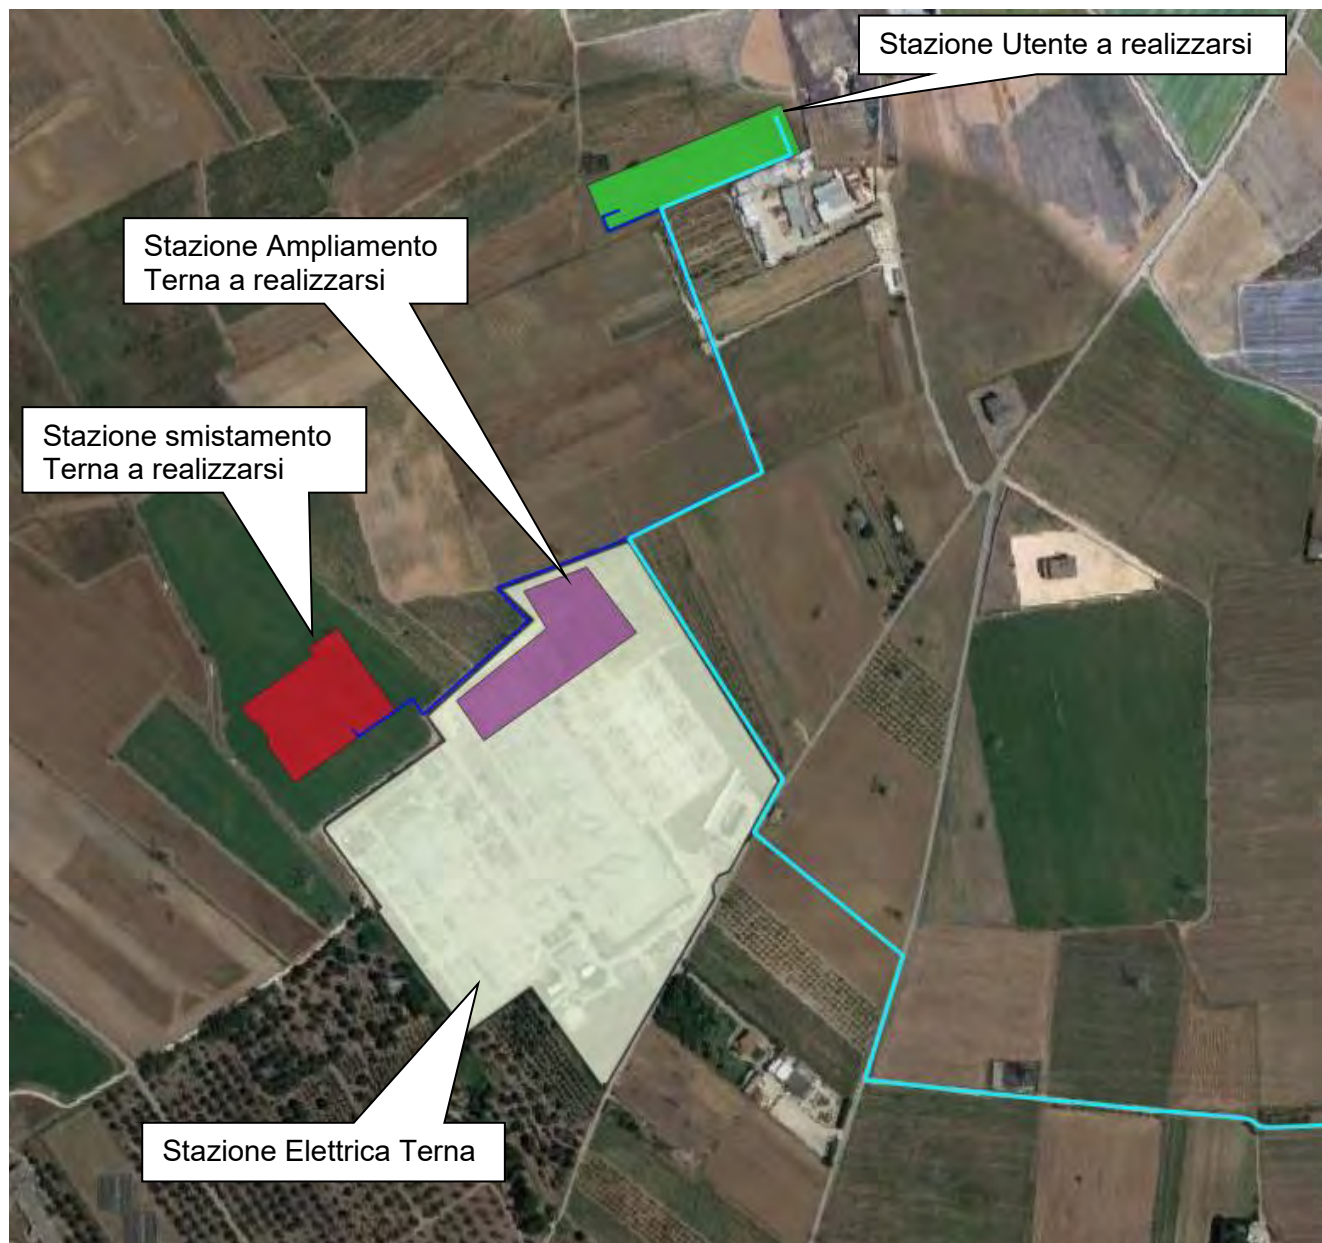 Stazione Utente a realizzarsi
Stazione Ampliamento
Terna a realizzarsi
Stazione smistamento
Terna a realizzarsi
Stazione Elettrica Terna